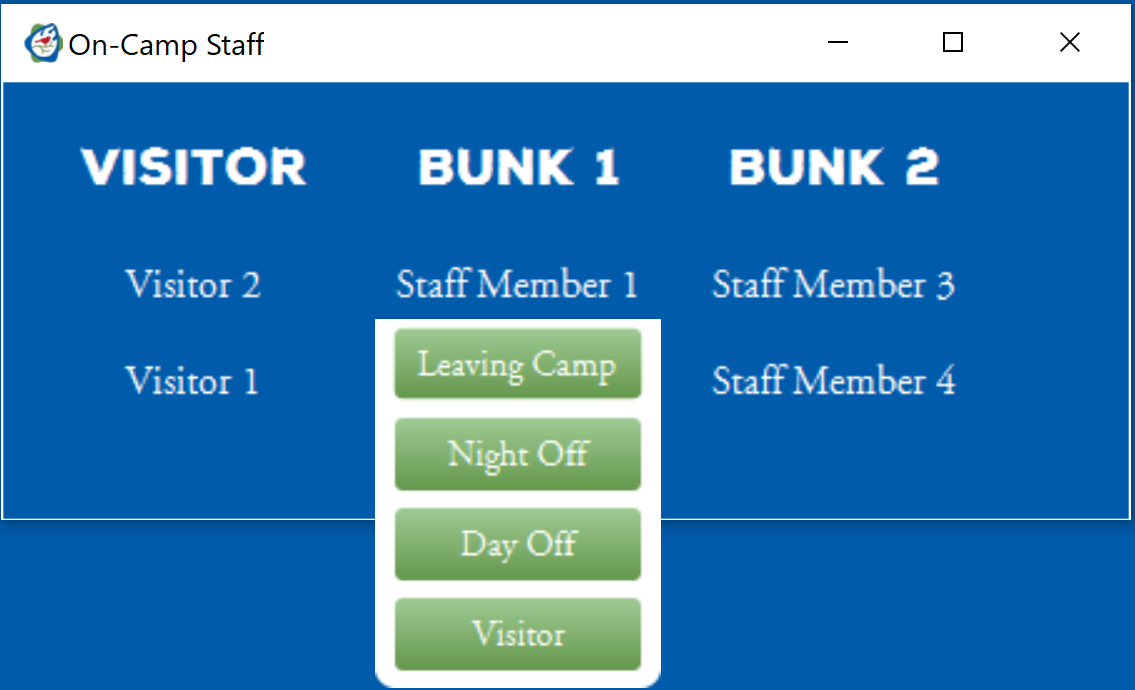 On-Camp Staff
VISITOR BUNK 1 BUNK 2
Visitor 2 Staff Member 1 Staff Member 3
Visitor 1 Staff Member 4
Leaving Camp
Night Off
Day Off
Visitor